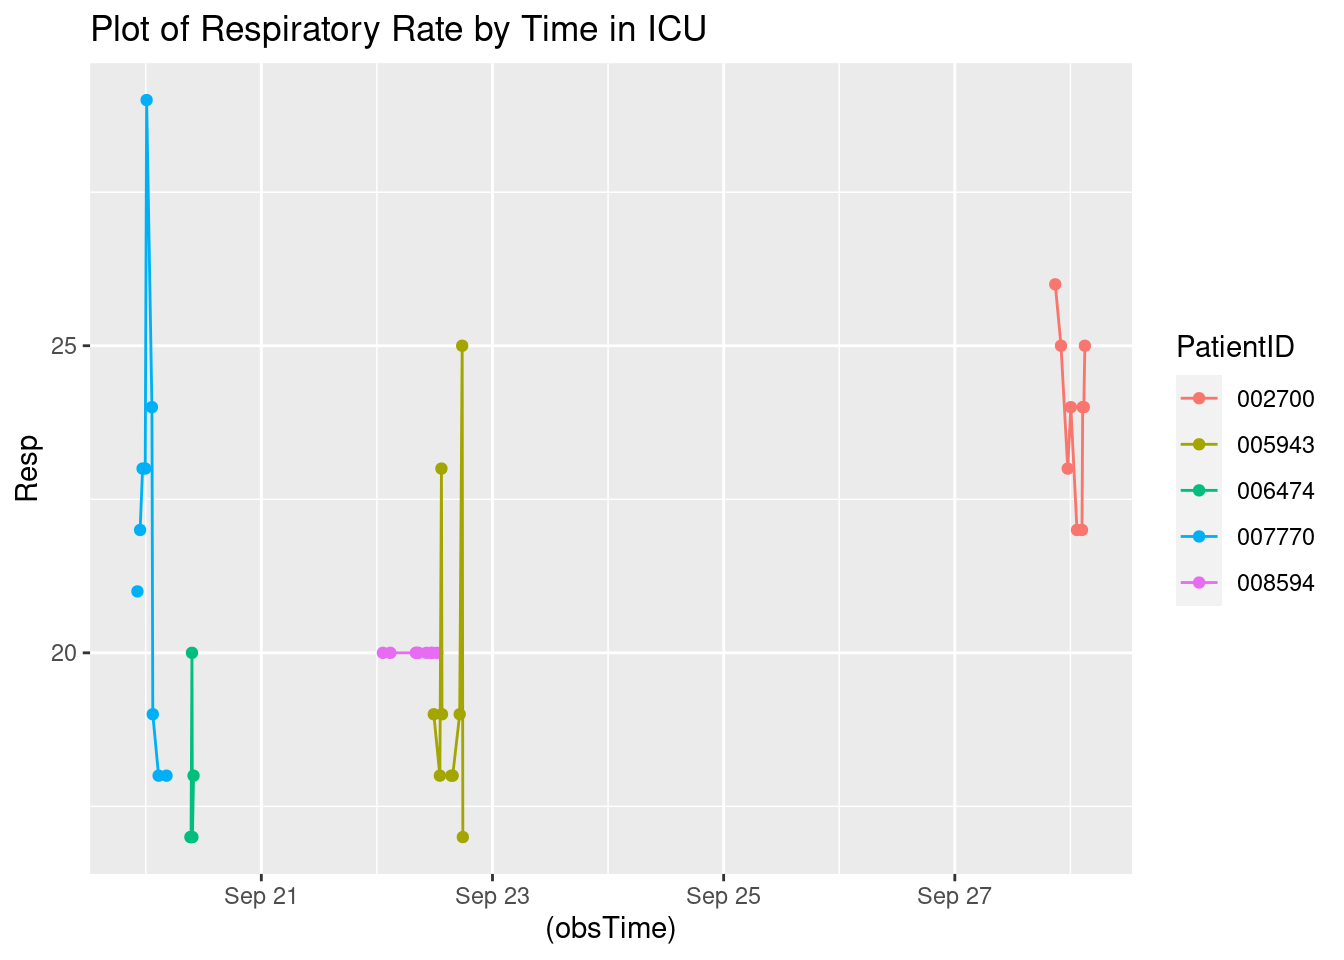 Plot of Respiratory Rate by Time in ICU
Resp
25
20
Sep 21
Sep 23
Sep 25
Sep 27
(obsTime)
PatientID
002700
005943
006474
007770
008594